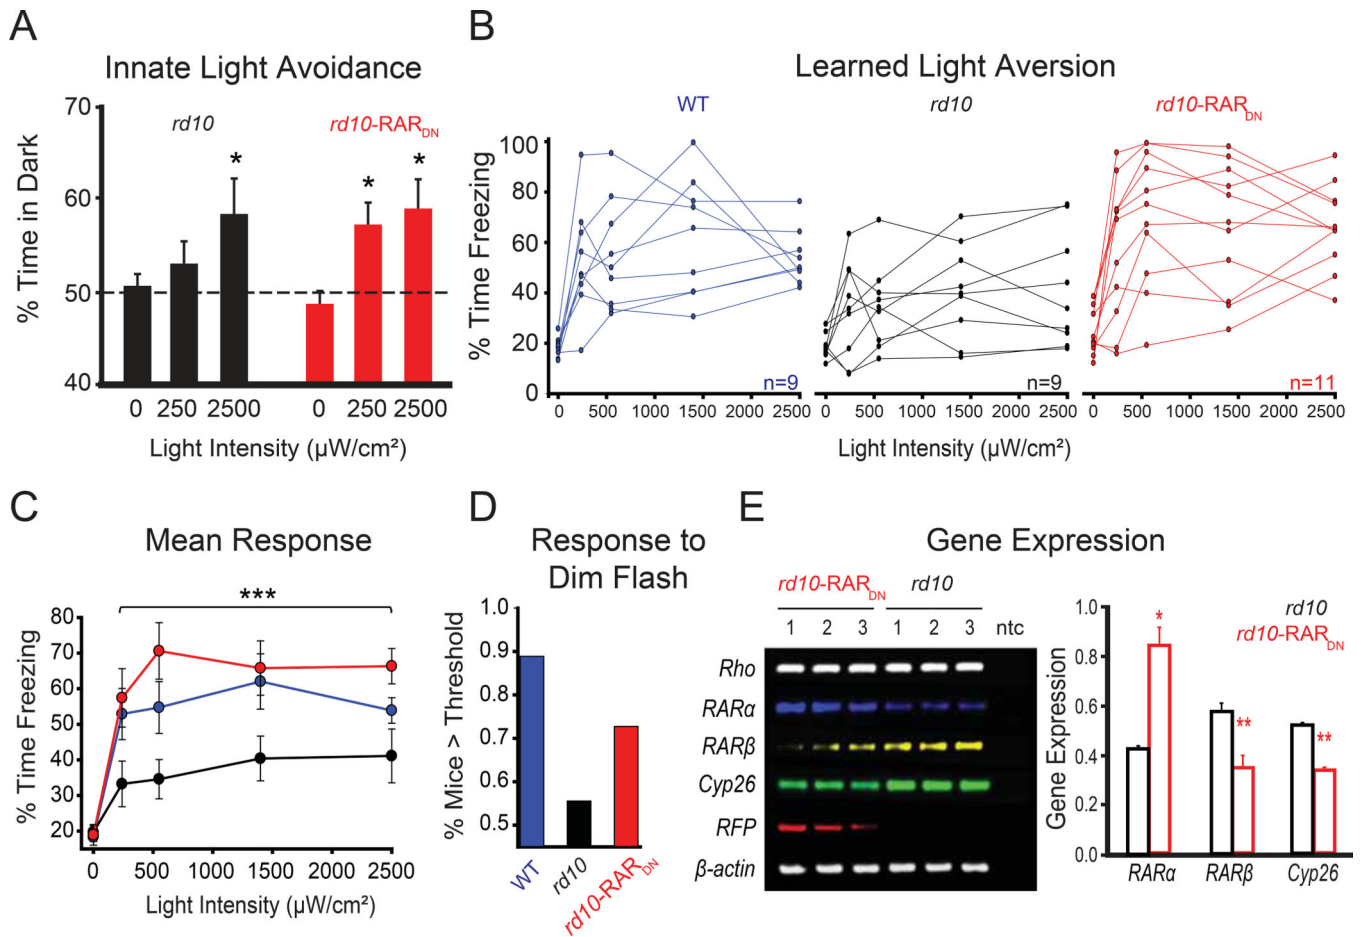 A
Innate Light Avoidance
% Time in Dark
70
60
50
40
rd10
rd10-RAR_DN
*
*
*
0 250 2500 0 250 2500
Light Intensity (µW/cm²)
B
Learned Light Aversion
WT
rd10
rd10-RAR_DN
% Time Freezing
100
80
60
40
20
0
n=9
n=9
n=11
0 500 1000 1500 2000 2500
0 500 1000 1500 2000 2500
0 500 1000 1500 2000 2500
Light Intensity (µW/cm²)
C
Mean Response
***
% Time Freezing
80
70
60
50
40
30
20
0 500 1000 1500 2000 2500
Light Intensity (µW/cm²)
D
Response to
Dim Flash
% Mice > Threshold
1.0
0.9
0.8
0.7
0.6
0.5
WT
rd10
rd10-RAR_DN
E
Gene Expression
rd10-RAR_DN rd10
1 2 3 1 2 3 ntc
Rho
RARα
RARβ
Cyp26
RFP
β-actin
Gene Expression
1.0
0.8
0.6
0.4
0.2
0.0
rd10
rd10-RAR_DN
*
**
**
RARα RARβ Cyp26